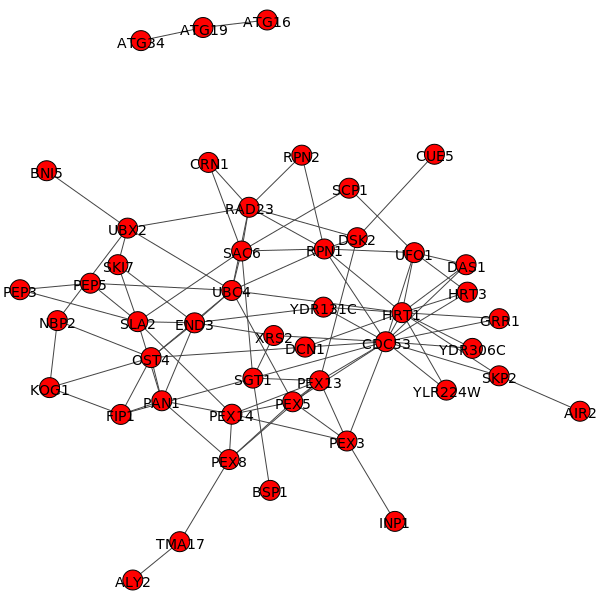 ATG16
ATG19
ATG34
CUE5
RPN2
CRN1
BNI5
SCP1
RAD23
UBX2
DSK2
RPN1
SAC6
UFO1
SKI7
DAS1
PEP5
PEP3
UBC4
HRT3
YDR131C
HRT1
NBP2
SLA2
END3
GRR1
XRS2
DCN1
CDC53
YDR306C
OST4
SGT1
PEX13
SKP2
KOG1
YLR224W
PAN1
PEX5
FIP1
PEX14
AIR2
PEX3
PEX8
BSP1
INP1
TMA17
ALY2